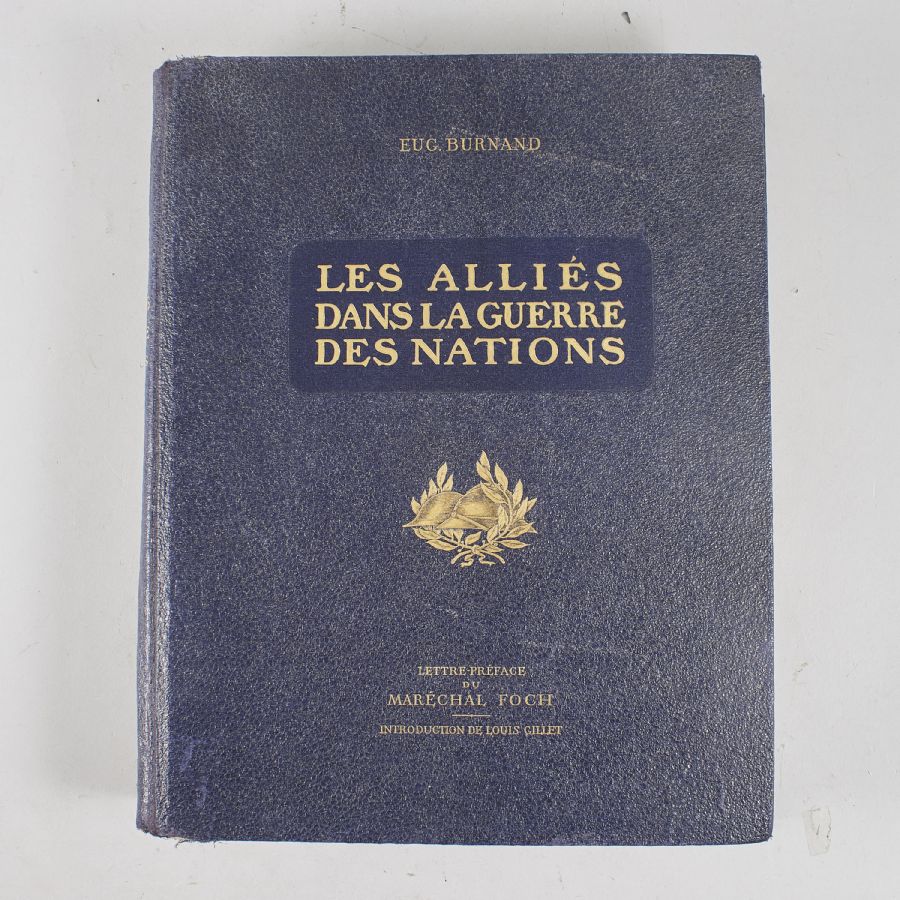 EUG. BURNAND
LES ALLIÉS
DANS LA GUERRE
DES NATIONS
LETTRE-PRÉFACE
DU
MARÉCHAL FOCH
INTRODUCTION DE LOUIS GILLET